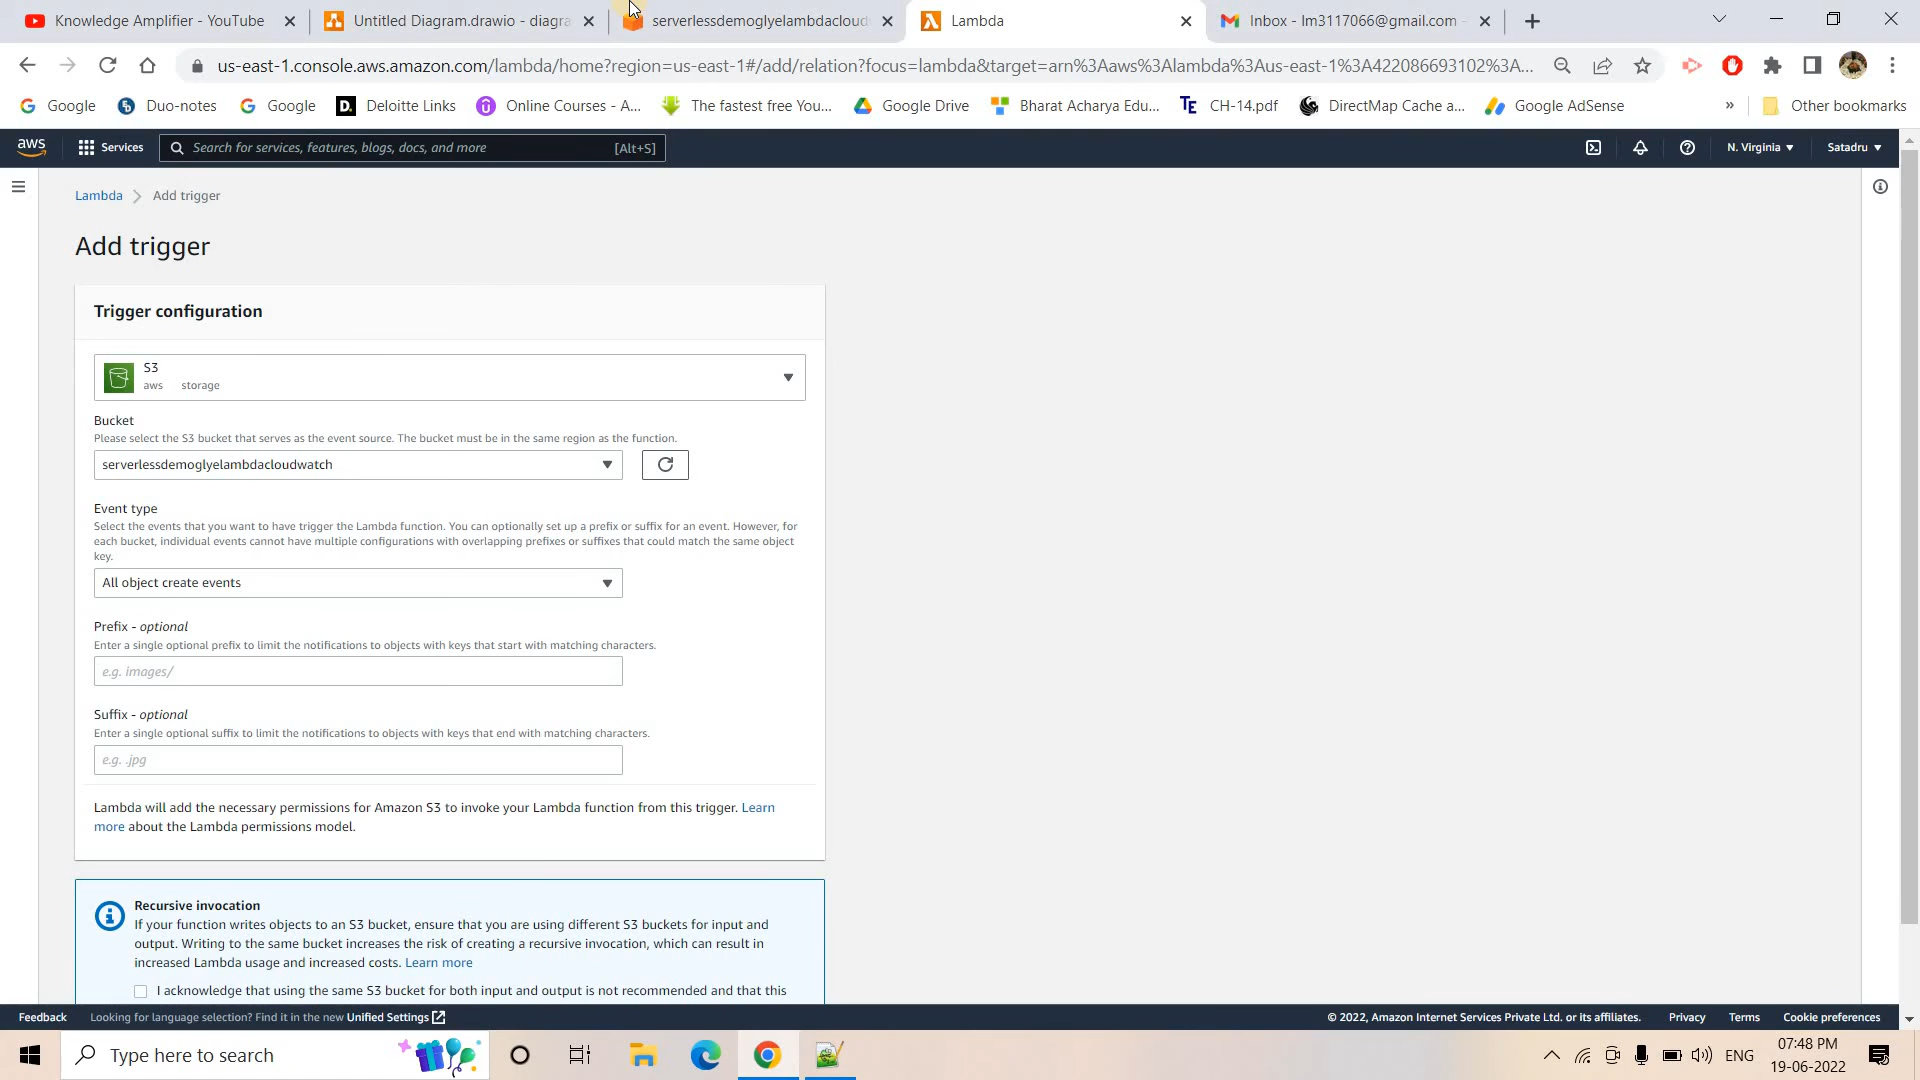 Knowledge Amplifier - YouTube
Untitled Diagram.drawio - diagra
serverlessdemoglyelambdacloud
Lambda
Inbox - lm3117066@gmail.com -
us-east-1.console.aws.amazon.com/lambda/home?region=us-east-1#/add/relation?focus=lambda&target=arn%3Aaws%3Alambda%3Aus-east-1%3A422086693102%3A...
Google
Duo-notes
Google
D.
Deloitte Links
Online Courses - A...
The fastest free You...
Google Drive
Bharat Acharya Edu...
TE
CH-14.pdf
DirectMap Cache a...
Google AdSense
»
Other bookmarks
aws
Services
Search for services, features, blogs, docs, and more
[Alt+S]
N. Virginia
Satadru
Lambda
Add trigger
Add trigger
Trigger configuration
S3
aws storage
Bucket
Please select the S3 bucket that serves as the event source. The bucket must be in the same region as the function.
serverlessdemoglyelambdacloudwatch
Event type
Select the events that you want to have trigger the Lambda function. You can optionally set up a prefix or suffix for an event. However, for
each bucket, individual events cannot have multiple configurations with overlapping prefixes or suffixes that could match the same object
key.
All object create events
Prefix - optional
Enter a single optional prefix to limit the notifications to objects with keys that start with matching characters.
e.g. images/
Suffix - optional
Enter a single optional suffix to limit the notifications to objects with keys that end with matching characters.
e.g. .jpg
Lambda will add the necessary permissions for Amazon S3 to invoke your Lambda function from this trigger. Learn
more about the Lambda permissions model.
Recursive invocation
If your function writes objects to an S3 bucket, ensure that you are using different S3 buckets for input and
output. Writing to the same bucket increases the risk of creating a recursive invocation, which can result in
increased Lambda usage and increased costs. Learn more
I acknowledge that using the same S3 bucket for both input and output is not recommended and that this
Feedback
Looking for language selection? Find it in the new Unified Settings
© 2022, Amazon Internet Services Private Ltd. or its affiliates.
Privacy
Terms
Cookie preferences
Type here to search
ENG
07:48 PM
19-06-2022